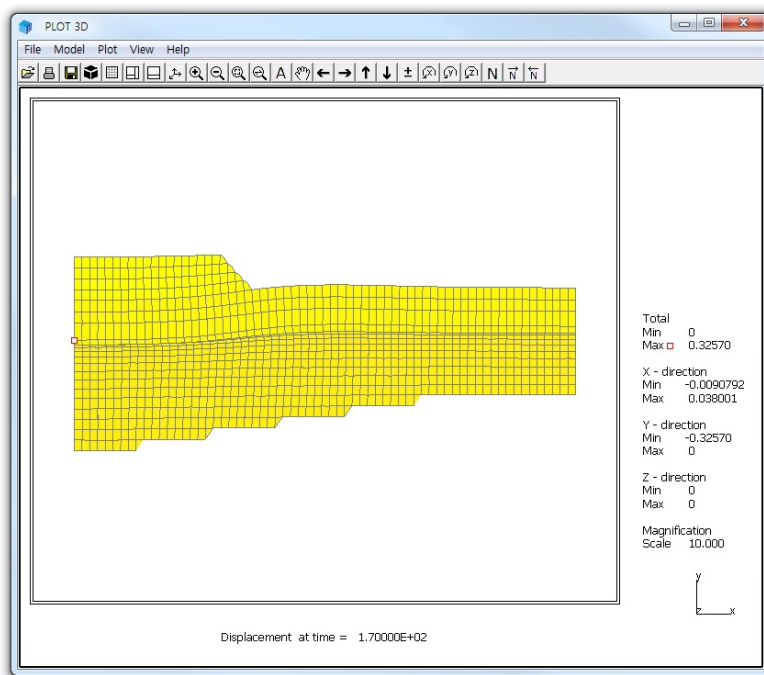 PLOT 3D
File Model Plot View Help
A ± x y z N N N
Total
Min 0
Max 0.32570
X - direction
Min -0.0090792
Max 0.038001
Y - direction
Min -0.32570
Max 0
Z - direction
Min 0
Max 0
Magnification
Scale 10.000
y
z x
Displacement at time = 1.70000E+02